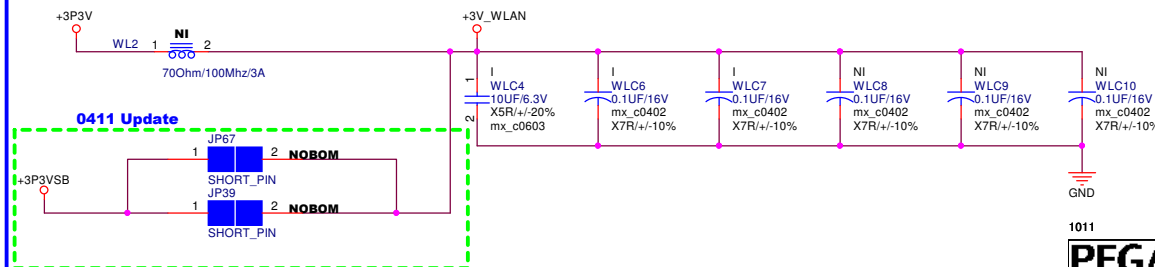 +3P3V
WL2 1 NI 2
70Ohm/100Mhz/3A
+3V_WLAN
1 I
WLC4
10UF/6.3V
X5R/+/-20%
2 mx_c0603
I
WLC6
0.1UF/16V
mx_c0402
X7R/+/-10%
I
WLC7
0.1UF/16V
mx_c0402
X7R/+/-10%
NI
WLC8
0.1UF/16V
mx_c0402
X7R/+/-10%
NI
WLC9
0.1UF/16V
mx_c0402
X7R/+/-10%
NI
WLC10
0.1UF/16V
mx_c0402
X7R/+/-10%
0411 Update
JP67
1 2 NOBOM
SHORT_PIN
+3P3VSB
JP39
1 2 NOBOM
SHORT_PIN
GND
1011